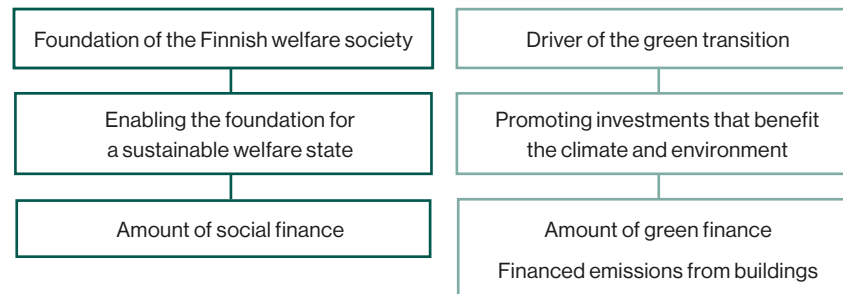 Foundation of the Finnish welfare society
Enabling the foundation for
a sustainable welfare state
Amount of social finance
Driver of the green transition
Promoting investments that benefit
the climate and environment
Amount of green finance
Financed emissions from buildings